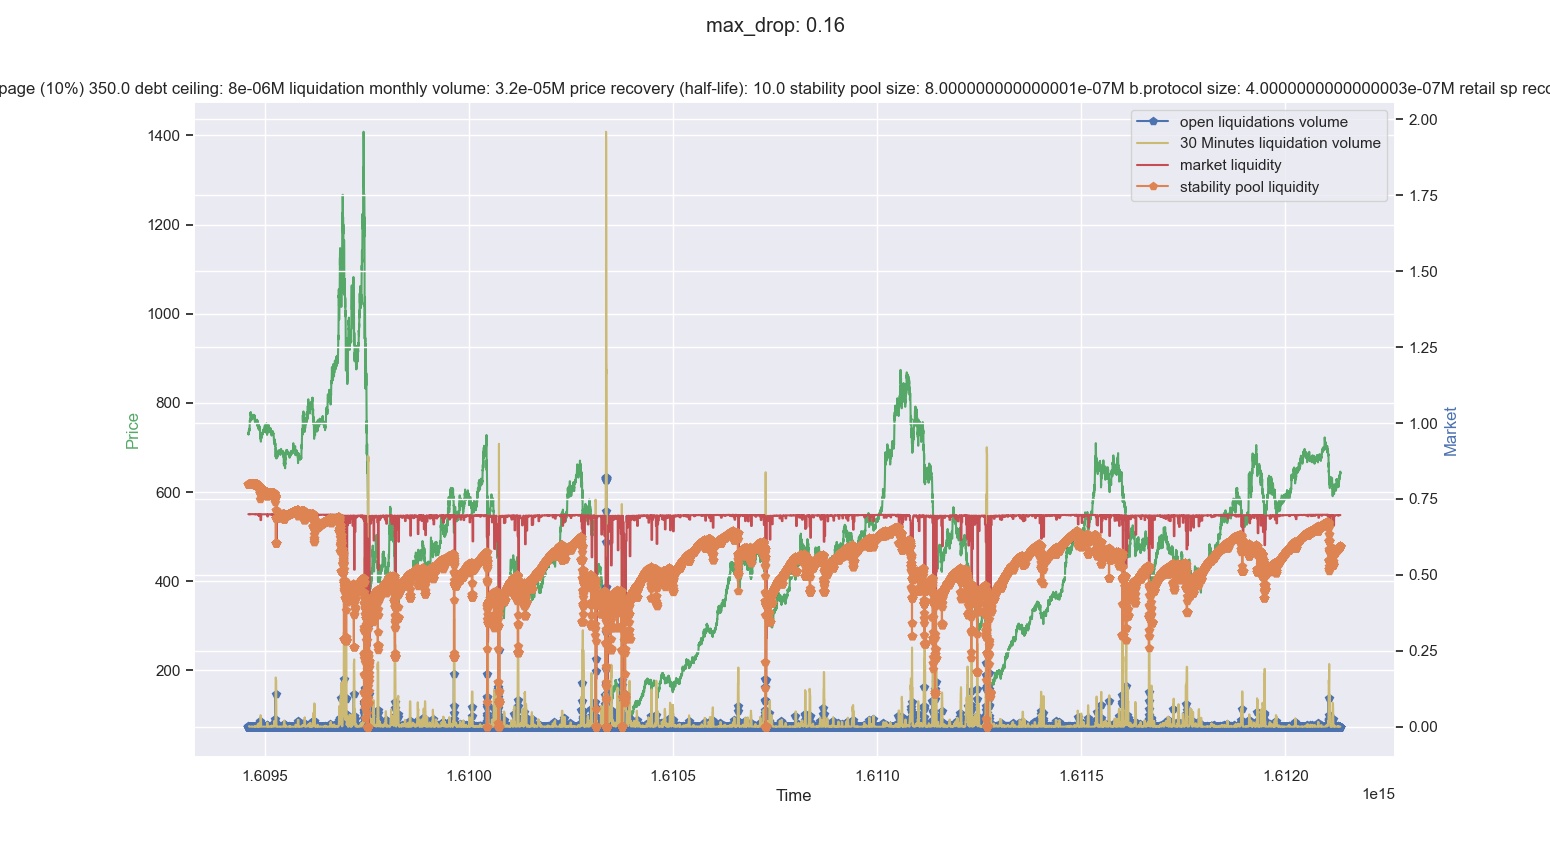 max_drop: 0.16
page (10%) 350.0 debt ceiling: 8e-06M liquidation monthly volume: 3.2e-05M price recovery (half-life): 10.0 stability pool size: 8.000000000000001e-07M b.protocol size: 4.0000000000000003e-07M retail sp reco
open liquidations volume
30 Minutes liquidation volume
market liquidity
stability pool liquidity
1400
1200
1000
800
600
400
200
Price
2.00
1.75
1.50
1.25
1.00
0.75
0.50
0.25
0.00
Market
1.6095 1.6100 1.6105 1.6110 1.6115 1.6120
Time
1e15